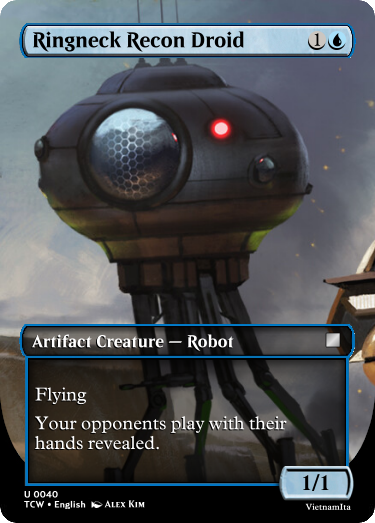 Ringneck Recon Droid 1
Artifact Creature — Robot
Flying
Your opponents play with their
hands revealed.
1/1
U 0040
TCW • English ALEX KIM
VietnamIta